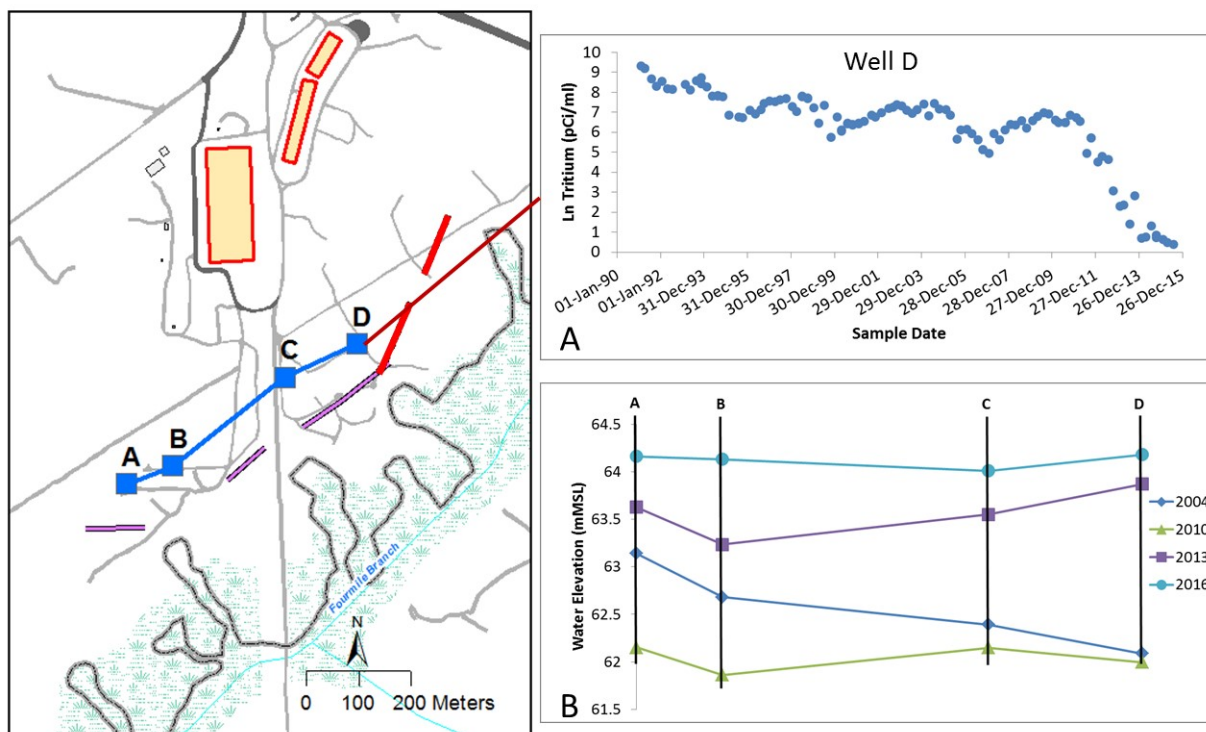 A
B
C
D
Fourmile Branch
N
0 100 200 Meters
Well D
Ln Tritium (pCi/ml)
10
9
8
7
6
5
4
3
2
1
0
01-Jan-90
01-Jan-92
31-Dec-93
31-Dec-95
30-Dec-97
30-Dec-99
29-Dec-01
29-Dec-03
28-Dec-05
28-Dec-07
27-Dec-09
27-Dec-11
26-Dec-13
26-Dec-15
Sample Date
A
A B C D
Water Elevation (mMSL)
64.5
64
63.5
63
62.5
62
61.5
2004
2010
2013
2016
B